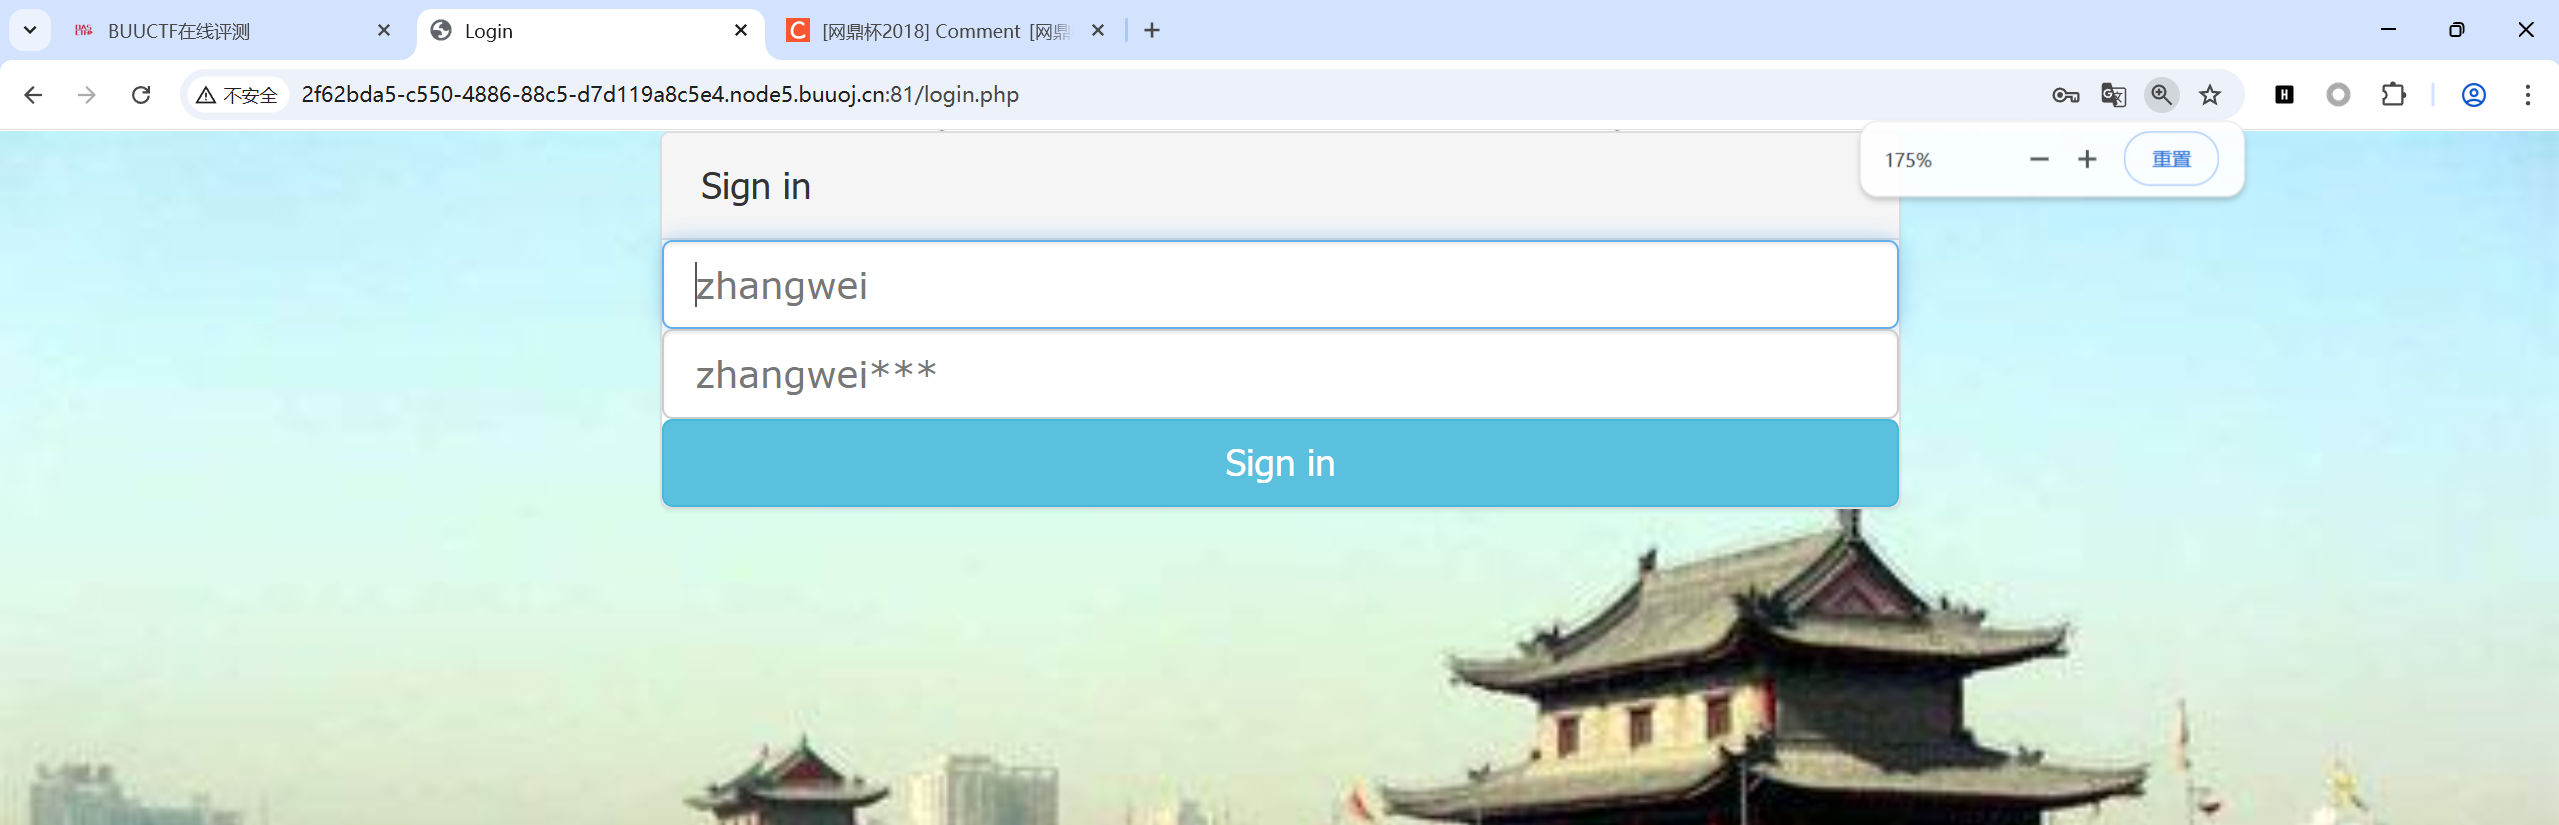 BUUCTF在线评测
Login
[网鼎杯2018] Comment [网鼎
不安全
2f62bda5-c550-4886-88c5-d7d119a8c5e4.node5.buuoj.cn:81/login.php
175%
重置
Sign in
zhangwei
zhangwei***
Sign in